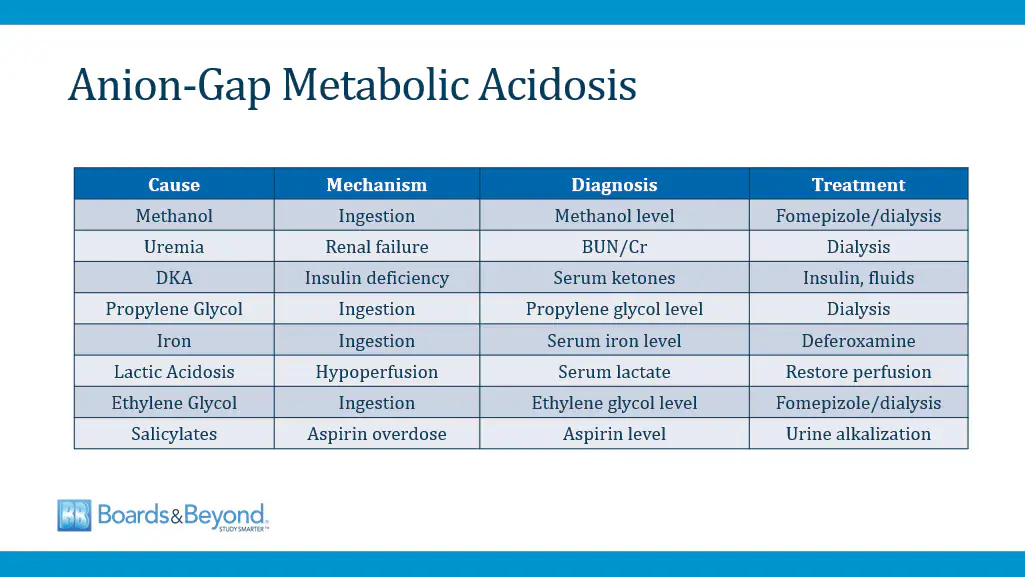 Anion-Gap Metabolic Acidosis
Cause Mechanism Diagnosis Treatment
Methanol Ingestion Methanol level Fomepizole/dialysis
Uremia Renal failure BUN/Cr Dialysis
DKA Insulin deficiency Serum ketones Insulin, fluids
Propylene Glycol Ingestion Propylene glycol level Dialysis
Iron Ingestion Serum iron level Deferoxamine
Lactic Acidosis Hypoperfusion Serum lactate Restore perfusion
Ethylene Glycol Ingestion Ethylene glycol level Fomepizole/dialysis
Salicylates Aspirin overdose Aspirin level Urine alkalization
BB Boards&Beyond®
STUDY SMARTER™